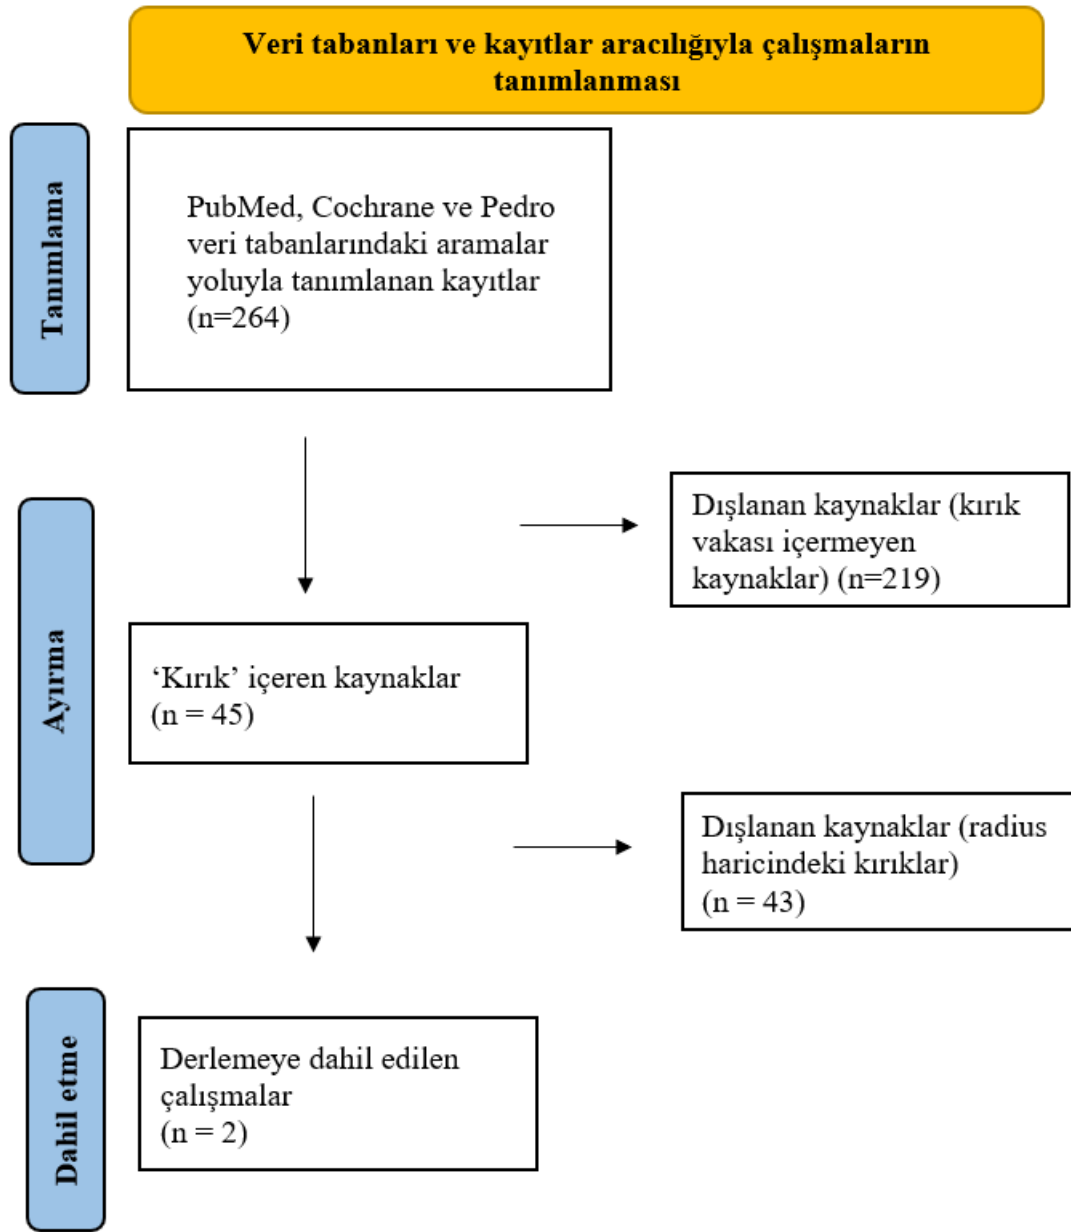 Veri tabanları ve kayıtlar aracılığıyla çalışmaların
tanımlanması
Tanımlama
PubMed, Cochrane ve Pedro
veri tabanlarındaki aramalar
yoluyla tanımlanan kayıtlar
(n=264)
Dışlanan kaynaklar (kırık
vakası içermeyen
kaynaklar) (n=219)
Ayırma
‘Kırık’ içeren kaynaklar
(n = 45)
Dışlanan kaynaklar (radius
haricindeki kırıklar)
(n = 43)
Dahil etme
Derlemeye dahil edilen
çalışmalar
(n = 2)